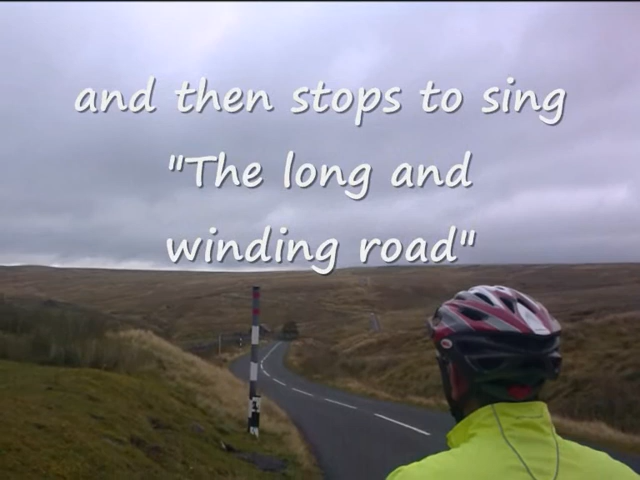 and then stops to sing
"The long and
winding road"